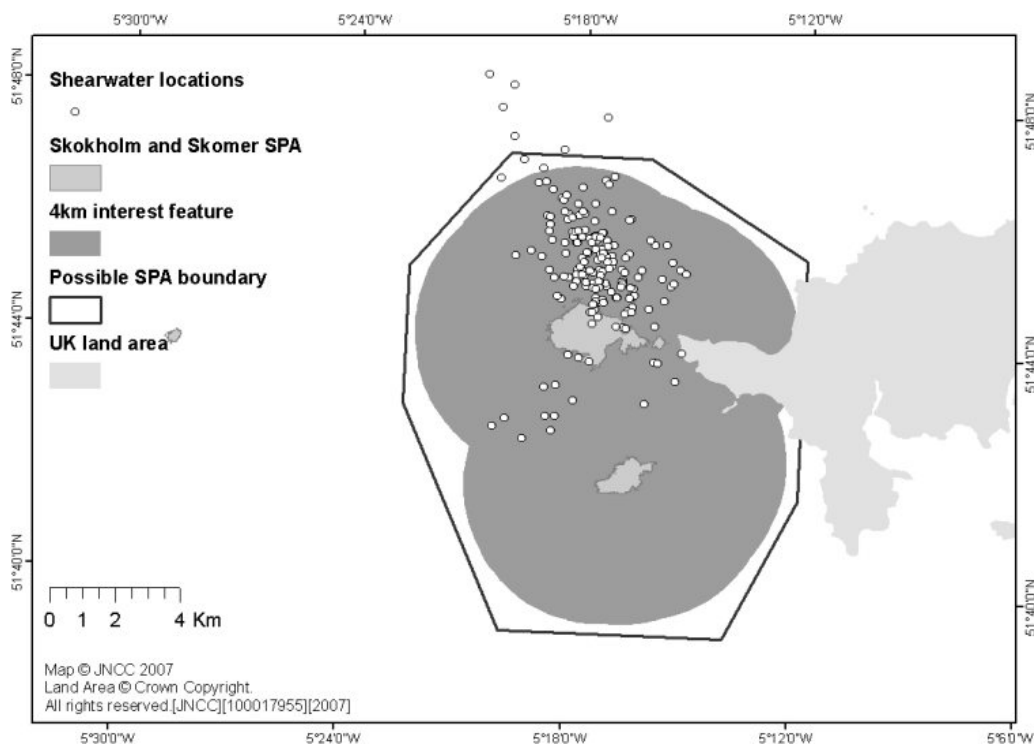 5°30'0"W 5°24'0"W 5°18'0"W 5°12'0"W
51°48'0"N
51°48'0"N
Shearwater locations
Skokholm and Skomer SPA
4km interest feature
Possible SPA boundary
51°44'0"N
UK land area
51°44'0"N
51°40'0"N
51°40'0"N
0 1 2 4 Km
Map © JNCC 2007
Land Area © Crown Copyright.
All rights reserved.[JNCC][100017955][2007]
5°30'0"W 5°24'0"W 5°18'0"W 5°12'0"W 5°6'0"W